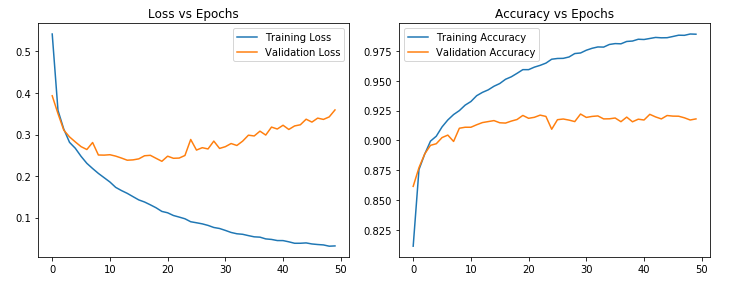 Loss vs Epochs
Training Loss
Validation Loss
0.5
0.4
0.3
0.2
0.1
0 10 20 30 40 50
Accuracy vs Epochs
Training Accuracy
Validation Accuracy
0.975
0.950
0.925
0.900
0.875
0.850
0.825
0 10 20 30 40 50